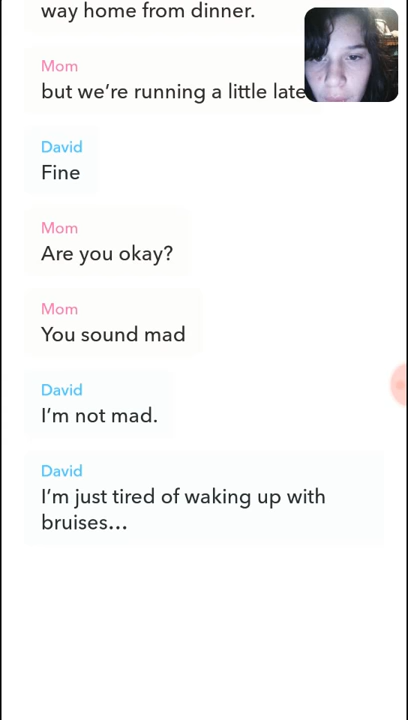 way home from dinner.
Mom
but we're running a little late
David
Fine
Mom
Are you okay?
Mom
You sound mad
David
I'm not mad.
David
I'm just tired of waking up with
bruises...